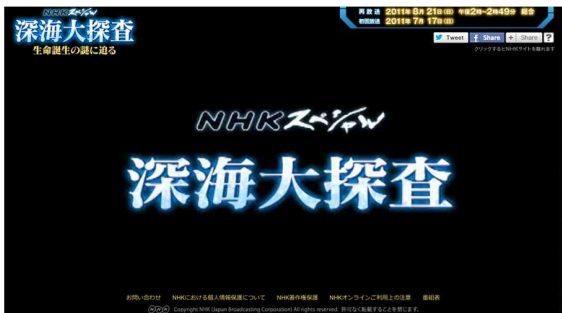 NHKスペシャル
深海大探査
生命誕生の謎に迫る
再放送 2011年 8月 21日(日) 午後2時~2時49分 総合
初回放送 2011年 7月 17日(日)
Tweet Share + Share ?
クリックするとNHKサイトを離れます
NHKスペシャル
深海大探査
お問い合わせ NHKにおける個人情報保護について NHK著作権保護 NHKオンラインご利用上の注意 番組表
NHK Copyright NHK (Japan Broadcasting Corporation) All rights reserved. 許可なく転載することを禁じます。